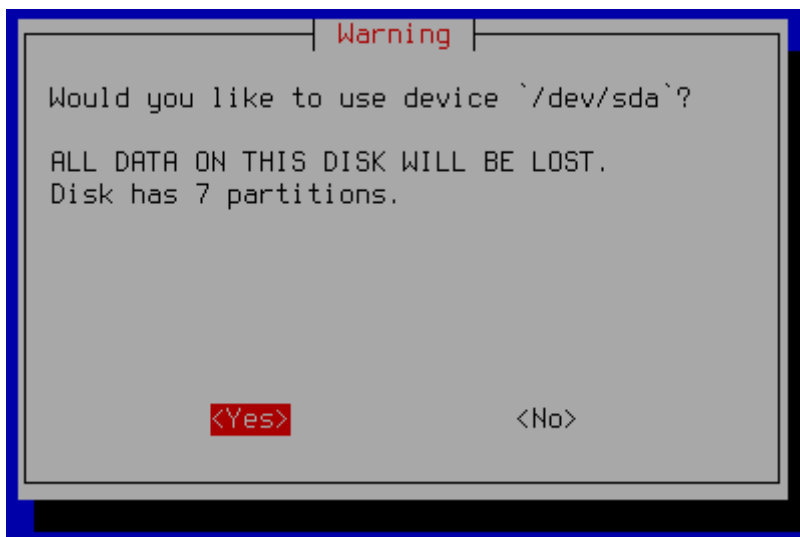 Warning
Would you like to use device `/dev/sda`?
ALL DATA ON THIS DISK WILL BE LOST.
Disk has 7 partitions.
<Yes> <No>